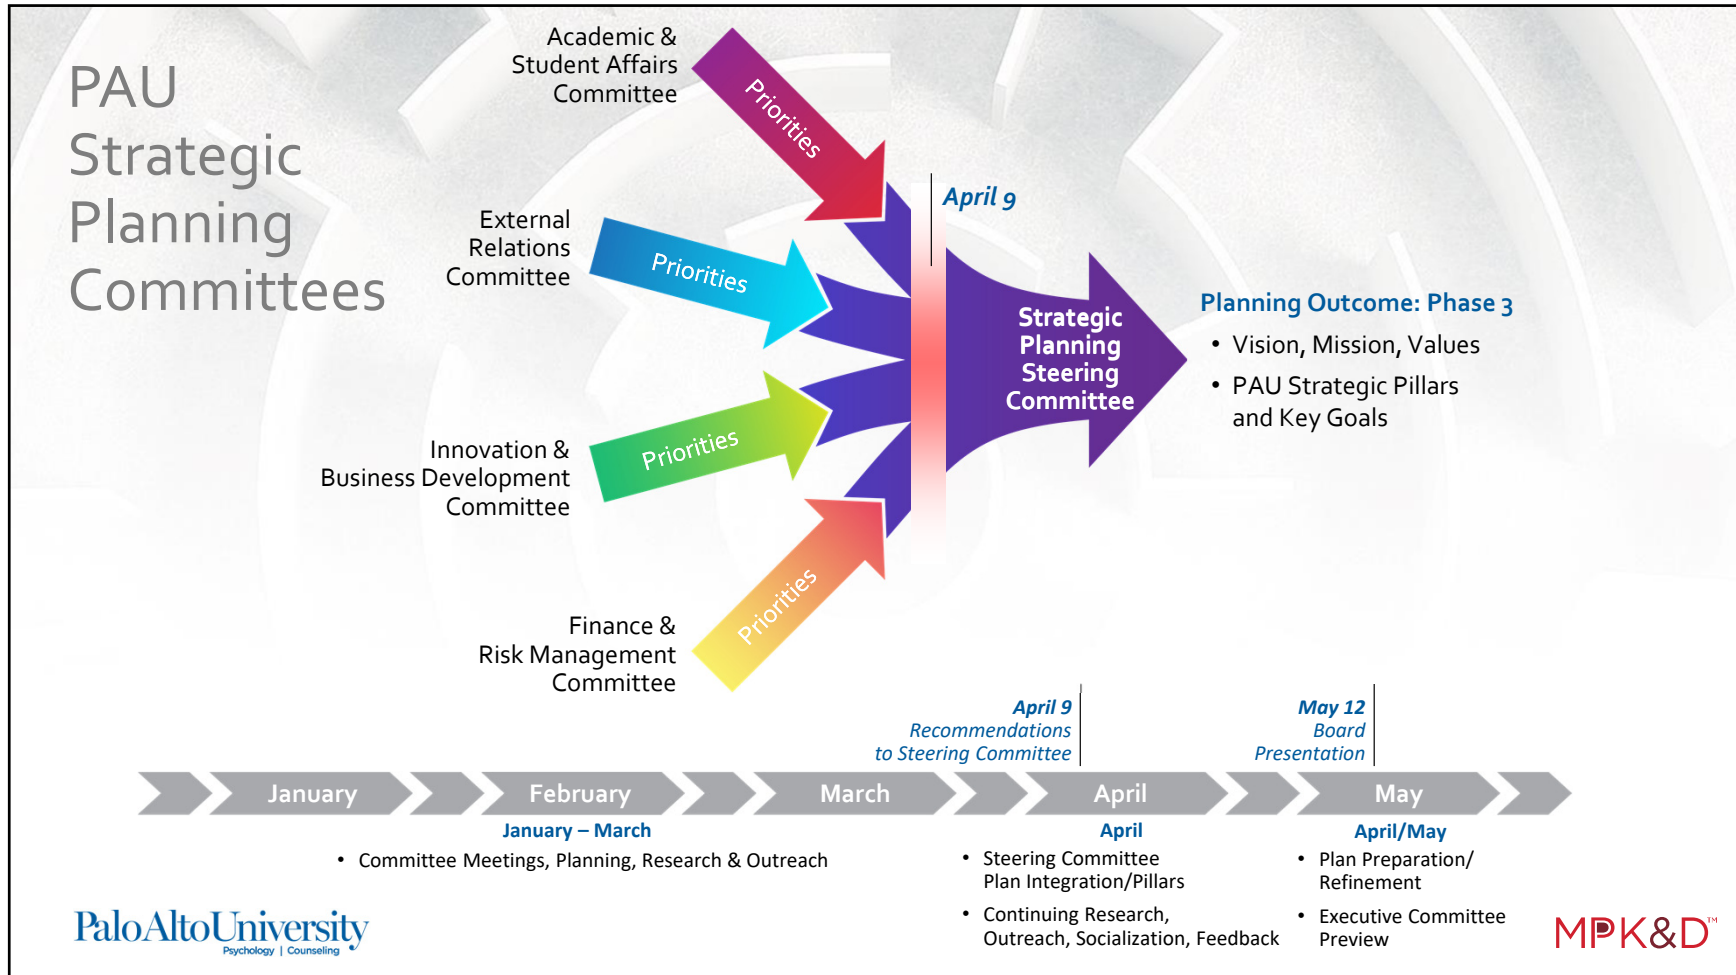 PAU
Strategic
Planning
Committees
Academic &
Student Affairs
Committee
Priorities
External
Relations
Committee
Priorities
Innovation &
Business Development
Committee
Priorities
Finance &
Risk Management
Committee
Priorities
April 9
Strategic
Planning
Steering
Committee
Planning Outcome: Phase 3
• Vision, Mission, Values
• PAU Strategic Pillars
and Key Goals
April 9
Recommendations
to Steering Committee
May 12
Board
Presentation
January
February
March
April
May
January – March
• Committee Meetings, Planning, Research & Outreach
April
• Steering Committee
Plan Integration/Pillars
• Continuing Research,
Outreach, Socialization, Feedback
April/May
• Plan Preparation/
Refinement
• Executive Committee
Preview
Palo Alto University
Psychology | Counseling
MPK&D™